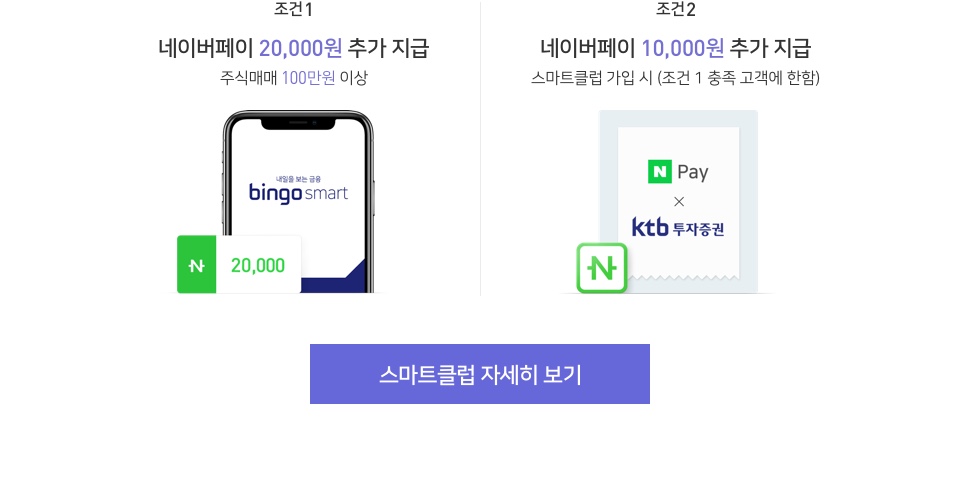 조건1
네이버페이 20,000원 추가 지급
주식매매 100만원 이상
내일을 보는 금융
bingo smart
N 20,000
조건2
네이버페이 10,000원 추가 지급
스마트클럽 가입 시 (조건 1 충족 고객에 한함)
N Pay
×
ktb 투자증권
N
스마트클럽 자세히 보기